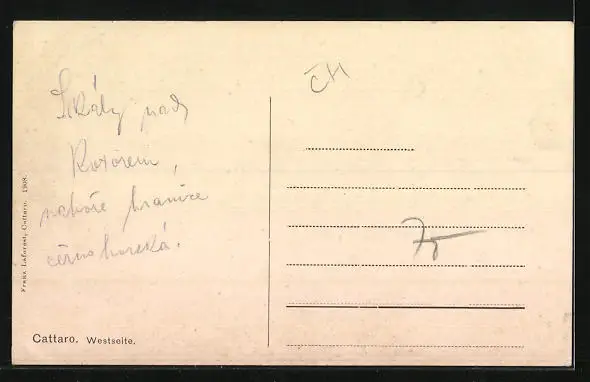 Skály nad
Kotorem,
nahoře hranice
černohorská.
ČH
Franz Laforest, Cattaro. 1908.
Cattaro. Westseite.